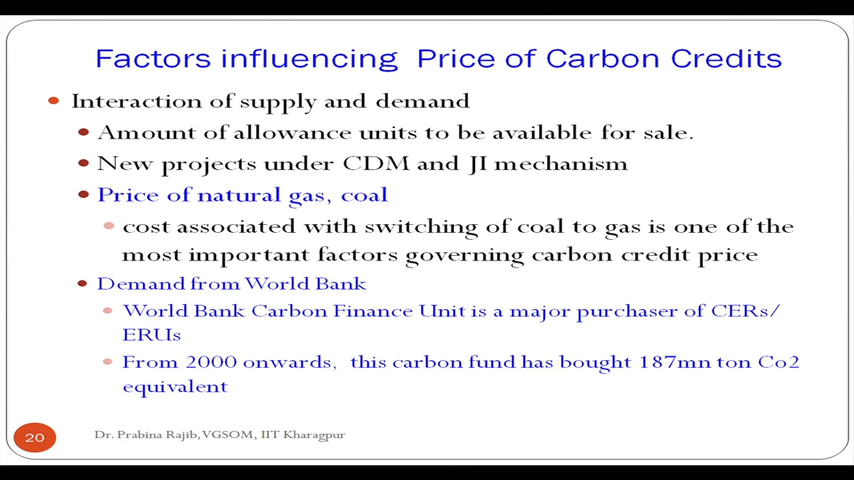 Factors influencing Price of Carbon Credits
Interaction of supply and demand
Amount of allowance units to be available for sale.
New projects under CDM and JI mechanism
Price of natural gas, coal
cost associated with switching of coal to gas is one of the
most important factors governing carbon credit price
Demand from World Bank
World Bank Carbon Finance Unit is a major purchaser of CERs/
ERUs
From 2000 onwards, this carbon fund has bought 187mn ton Co2
equivalent
20
Dr. Prabina Rajib, VGSOM, IIT Kharagpur